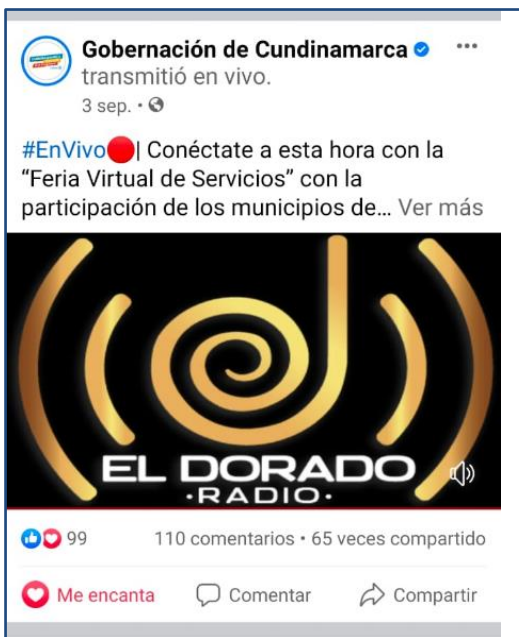 Gobernación de Cundinamarca
transmitió en vivo.
3 sep. •
#EnVivo🔴| Conéctate a esta hora con la
“Feria Virtual de Servicios” con la
participación de los municipios de... Ver más
EL DORADO
•RADIO•
99 110 comentarios • 65 veces compartido
Me encanta Comentar Compartir